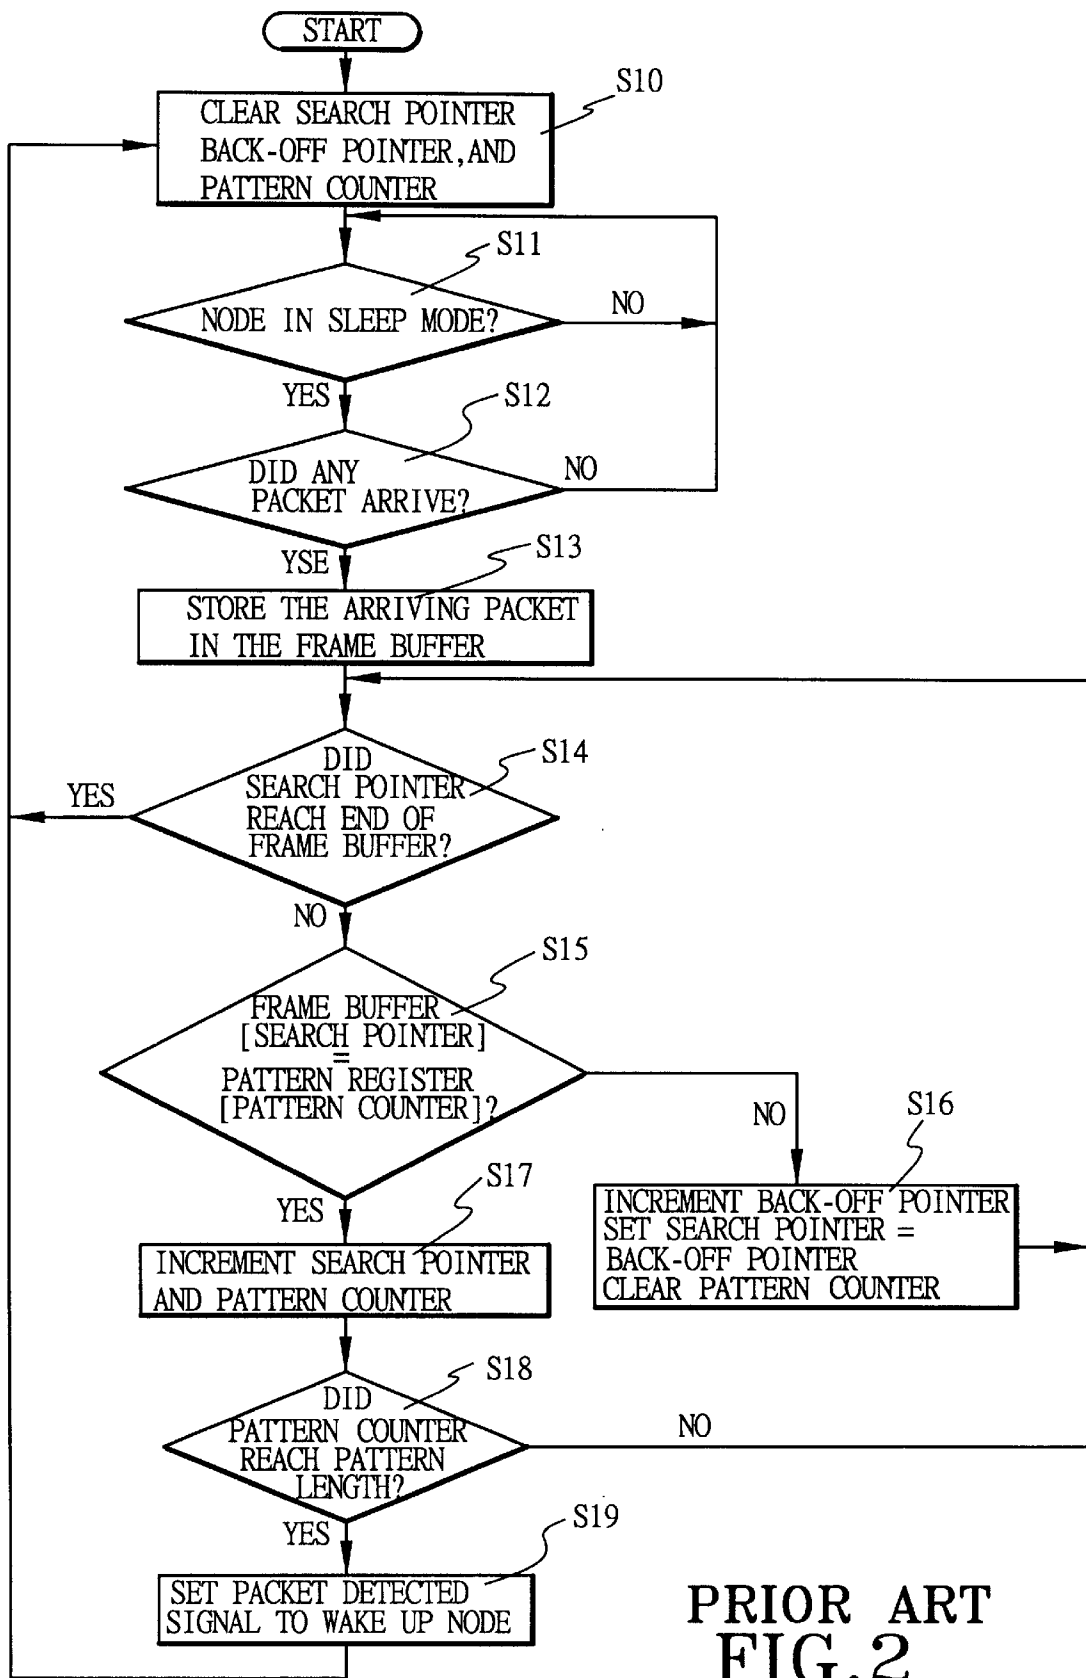 START
S10
CLEAR SEARCH POINTER
BACK-OFF POINTER,AND
PATTERN COUNTER
S11
NODE IN SLEEP MODE?
NO
YES
S12
DID ANY
PACKET ARRIVE?
NO
YSE
S13
STORE THE ARRIVING PACKET
IN THE FRAME BUFFER
S14
DID
SEARCH POINTER
REACH END OF
FRAME BUFFER?
YES
NO
S15
FRAME BUFFER
[SEARCH POINTER]
=
PATTERN REGISTER
[PATTERN COUNTER]?
NO
S16
INCREMENT BACK-OFF POINTER
SET SEARCH POINTER =
BACK-OFF POINTER
CLEAR PATTERN COUNTER
YES
S17
INCREMENT SEARCH POINTER
AND PATTERN COUNTER
S18
DID
PATTERN COUNTER
REACH PATTERN
LENGTH?
NO
YES
S19
SET PACKET DETECTED
SIGNAL TO WAKE UP NODE
PRIOR ART
FIG.2